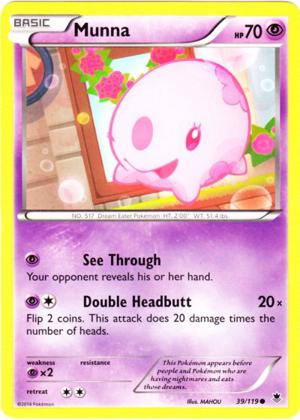 BASIC
Munna
HP70
NO. 517 Dream Eater Pokémon HT. 2'00" WT. 51.4 lbs.
See Through
Your opponent reveals his or her hand.
Double Headbutt 20×
Flip 2 coins. This attack does 20 damage times
the number of heads.
weakness resistance
×2
retreat
This Pokémon appears before
people and Pokémon who are
having nightmares and eats
those dreams.
©2014 Pokémon
Illus. MAHOU 39/119